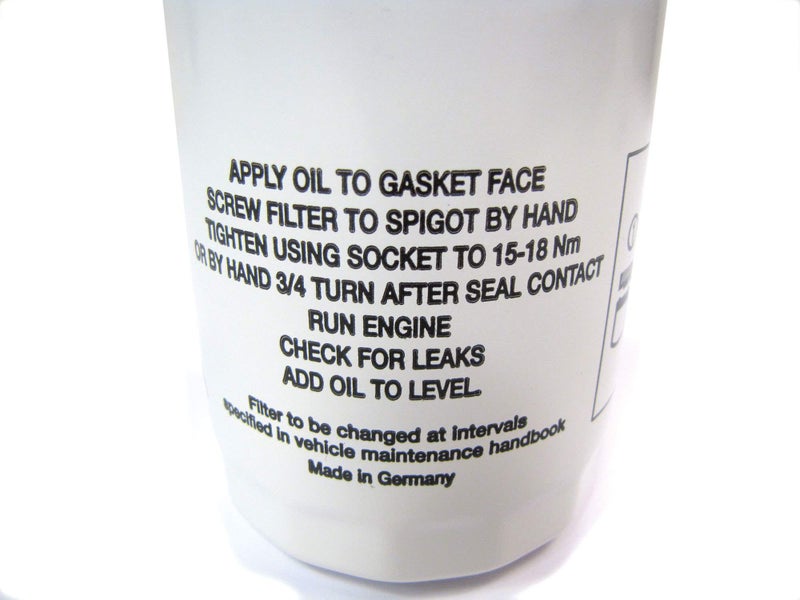 APPLY OIL TO GASKET FACE
SCREW FILTER TO SPIGOT BY HAND
TIGHTEN USING SOCKET TO 15-18 Nm
OR BY HAND 3/4 TURN AFTER SEAL CONTACT
RUN ENGINE
CHECK FOR LEAKS
ADD OIL TO LEVEL.
Filter to be changed at intervals
specified in vehicle maintenance handbook
Made in Germany